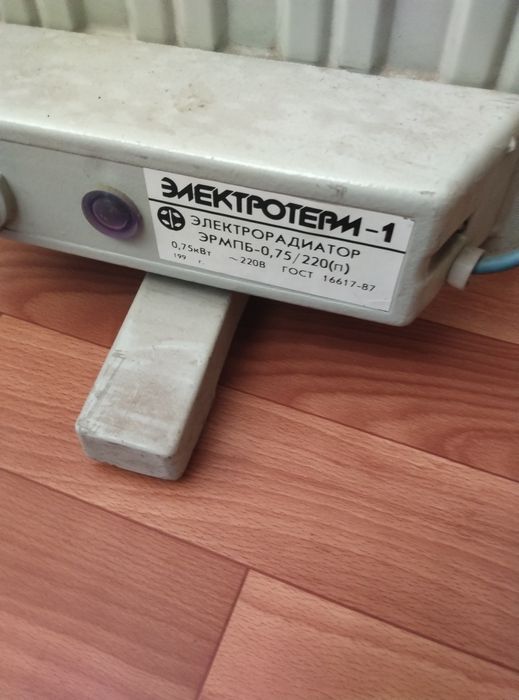 ЭЛЕКТРОТЕРМ-1
ЭЛЕКТРОРАДИАТОР
ЭРМПБ-0,75/220(п)
0,75кВт ~220В ГОСТ 16617-87
199 г.